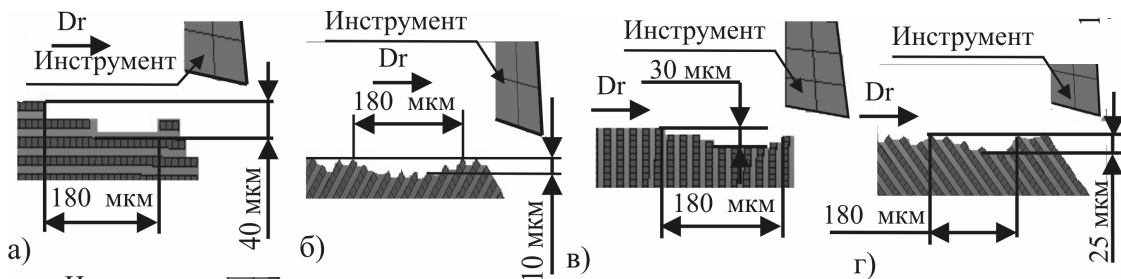 Dr
Инструмент
180 мкм
40 мкм
а)
Инструмент
Dr
180 мкм
10 мкм
б)
Инструмент
30 мкм
Dr
180 мкм
в)
Инструмент
Dr
180 мкм
25 мкм
г)